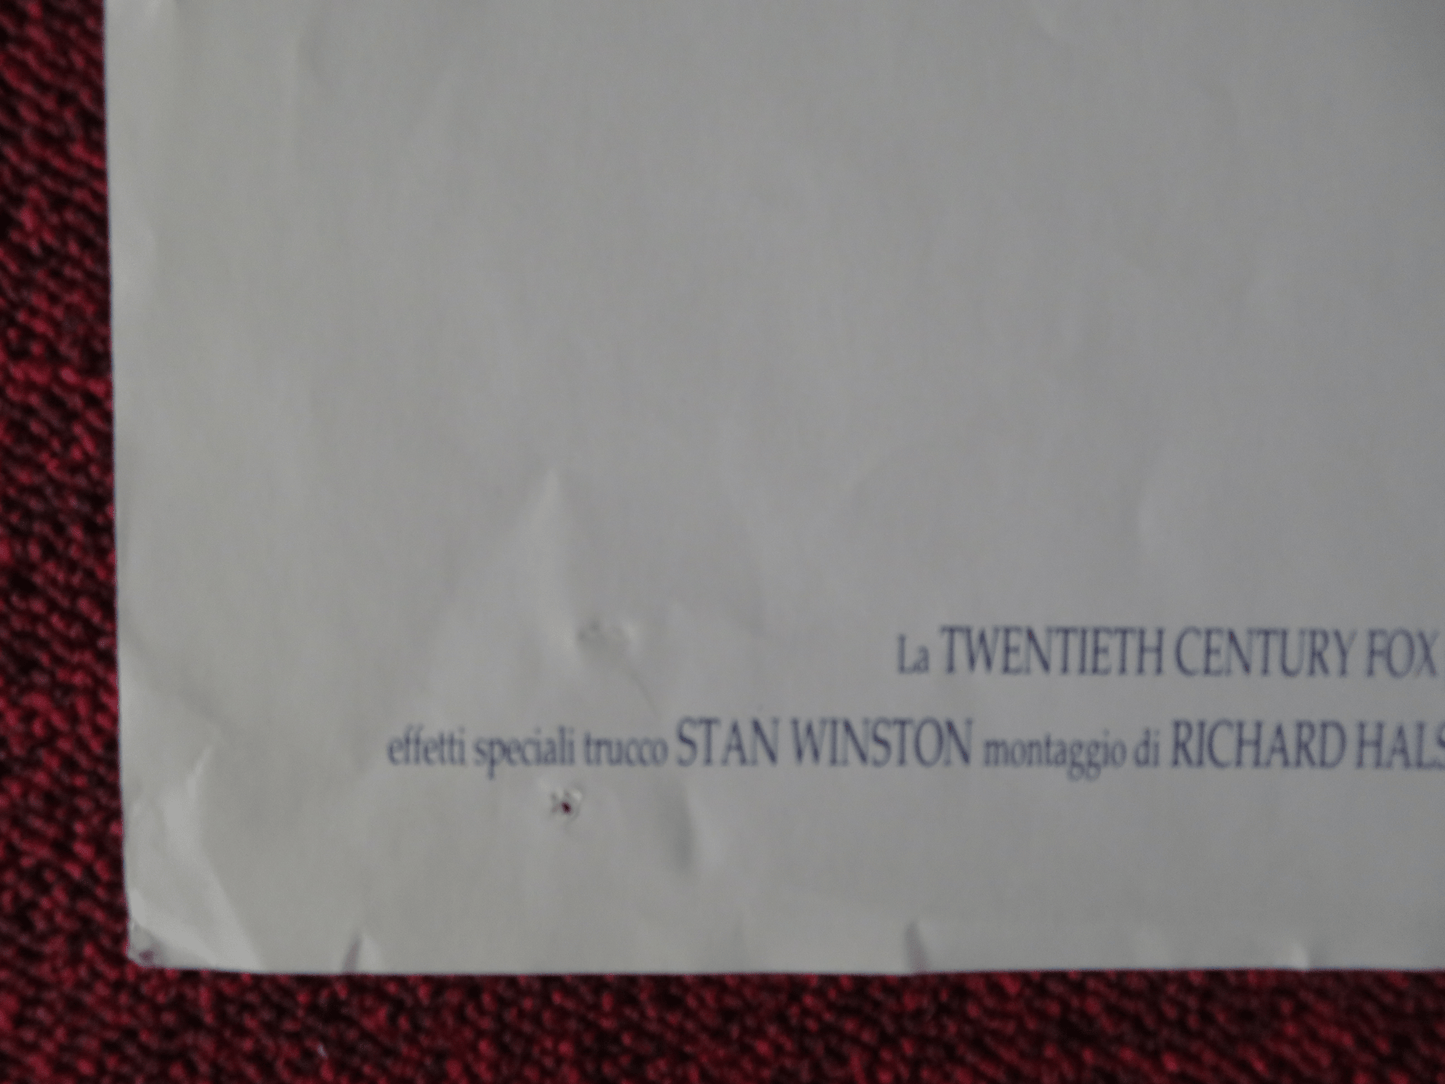 La TWENTIETH CENTURY FOX
effetti speciali trucco STAN WINSTON montaggio di RICHARD HALS